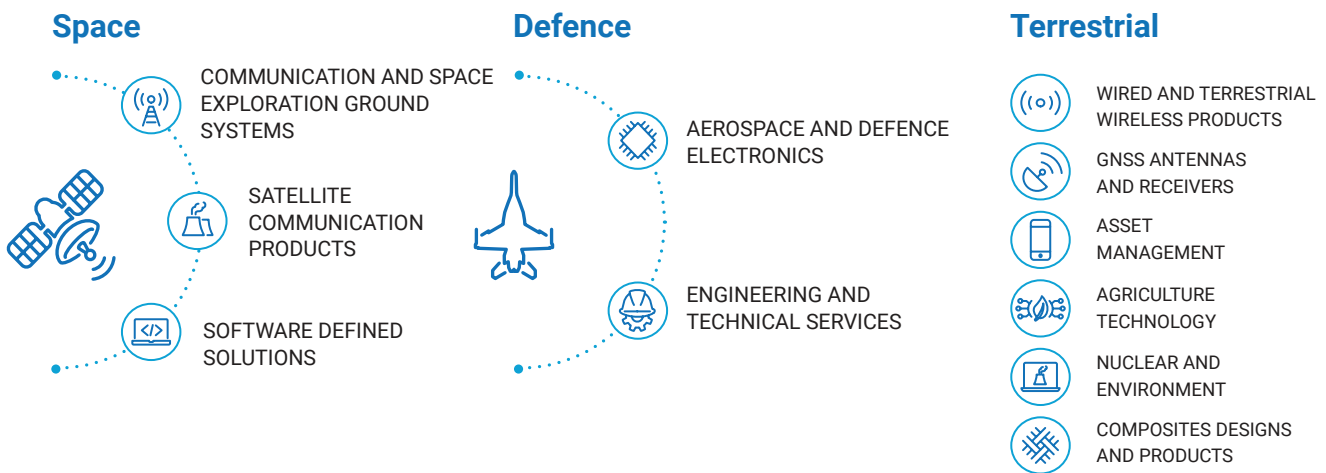 Space
COMMUNICATION AND SPACE
EXPLORATION GROUND
SYSTEMS
SATELLITE
COMMUNICATION
PRODUCTS
</>
SOFTWARE DEFINED
SOLUTIONS
Defence
AEROSPACE AND DEFENCE
ELECTRONICS
ENGINEERING AND
TECHNICAL SERVICES
Terrestrial
WIRED AND TERRESTRIAL
WIRELESS PRODUCTS
GNSS ANTENNAS
AND RECEIVERS
ASSET
MANAGEMENT
AGRICULTURE
TECHNOLOGY
NUCLEAR AND
ENVIRONMENT
COMPOSITES DESIGNS
AND PRODUCTS